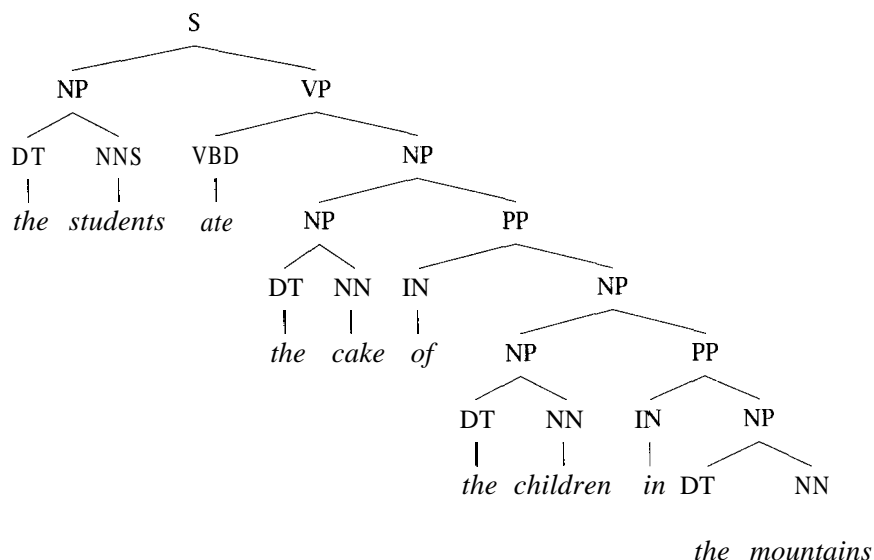 S
NP VP
DT NNS VBD NP
the students ate NP PP
DT NN IN NP
the cake of NP PP
DT NN IN NP
the children in DT NN
the mountains